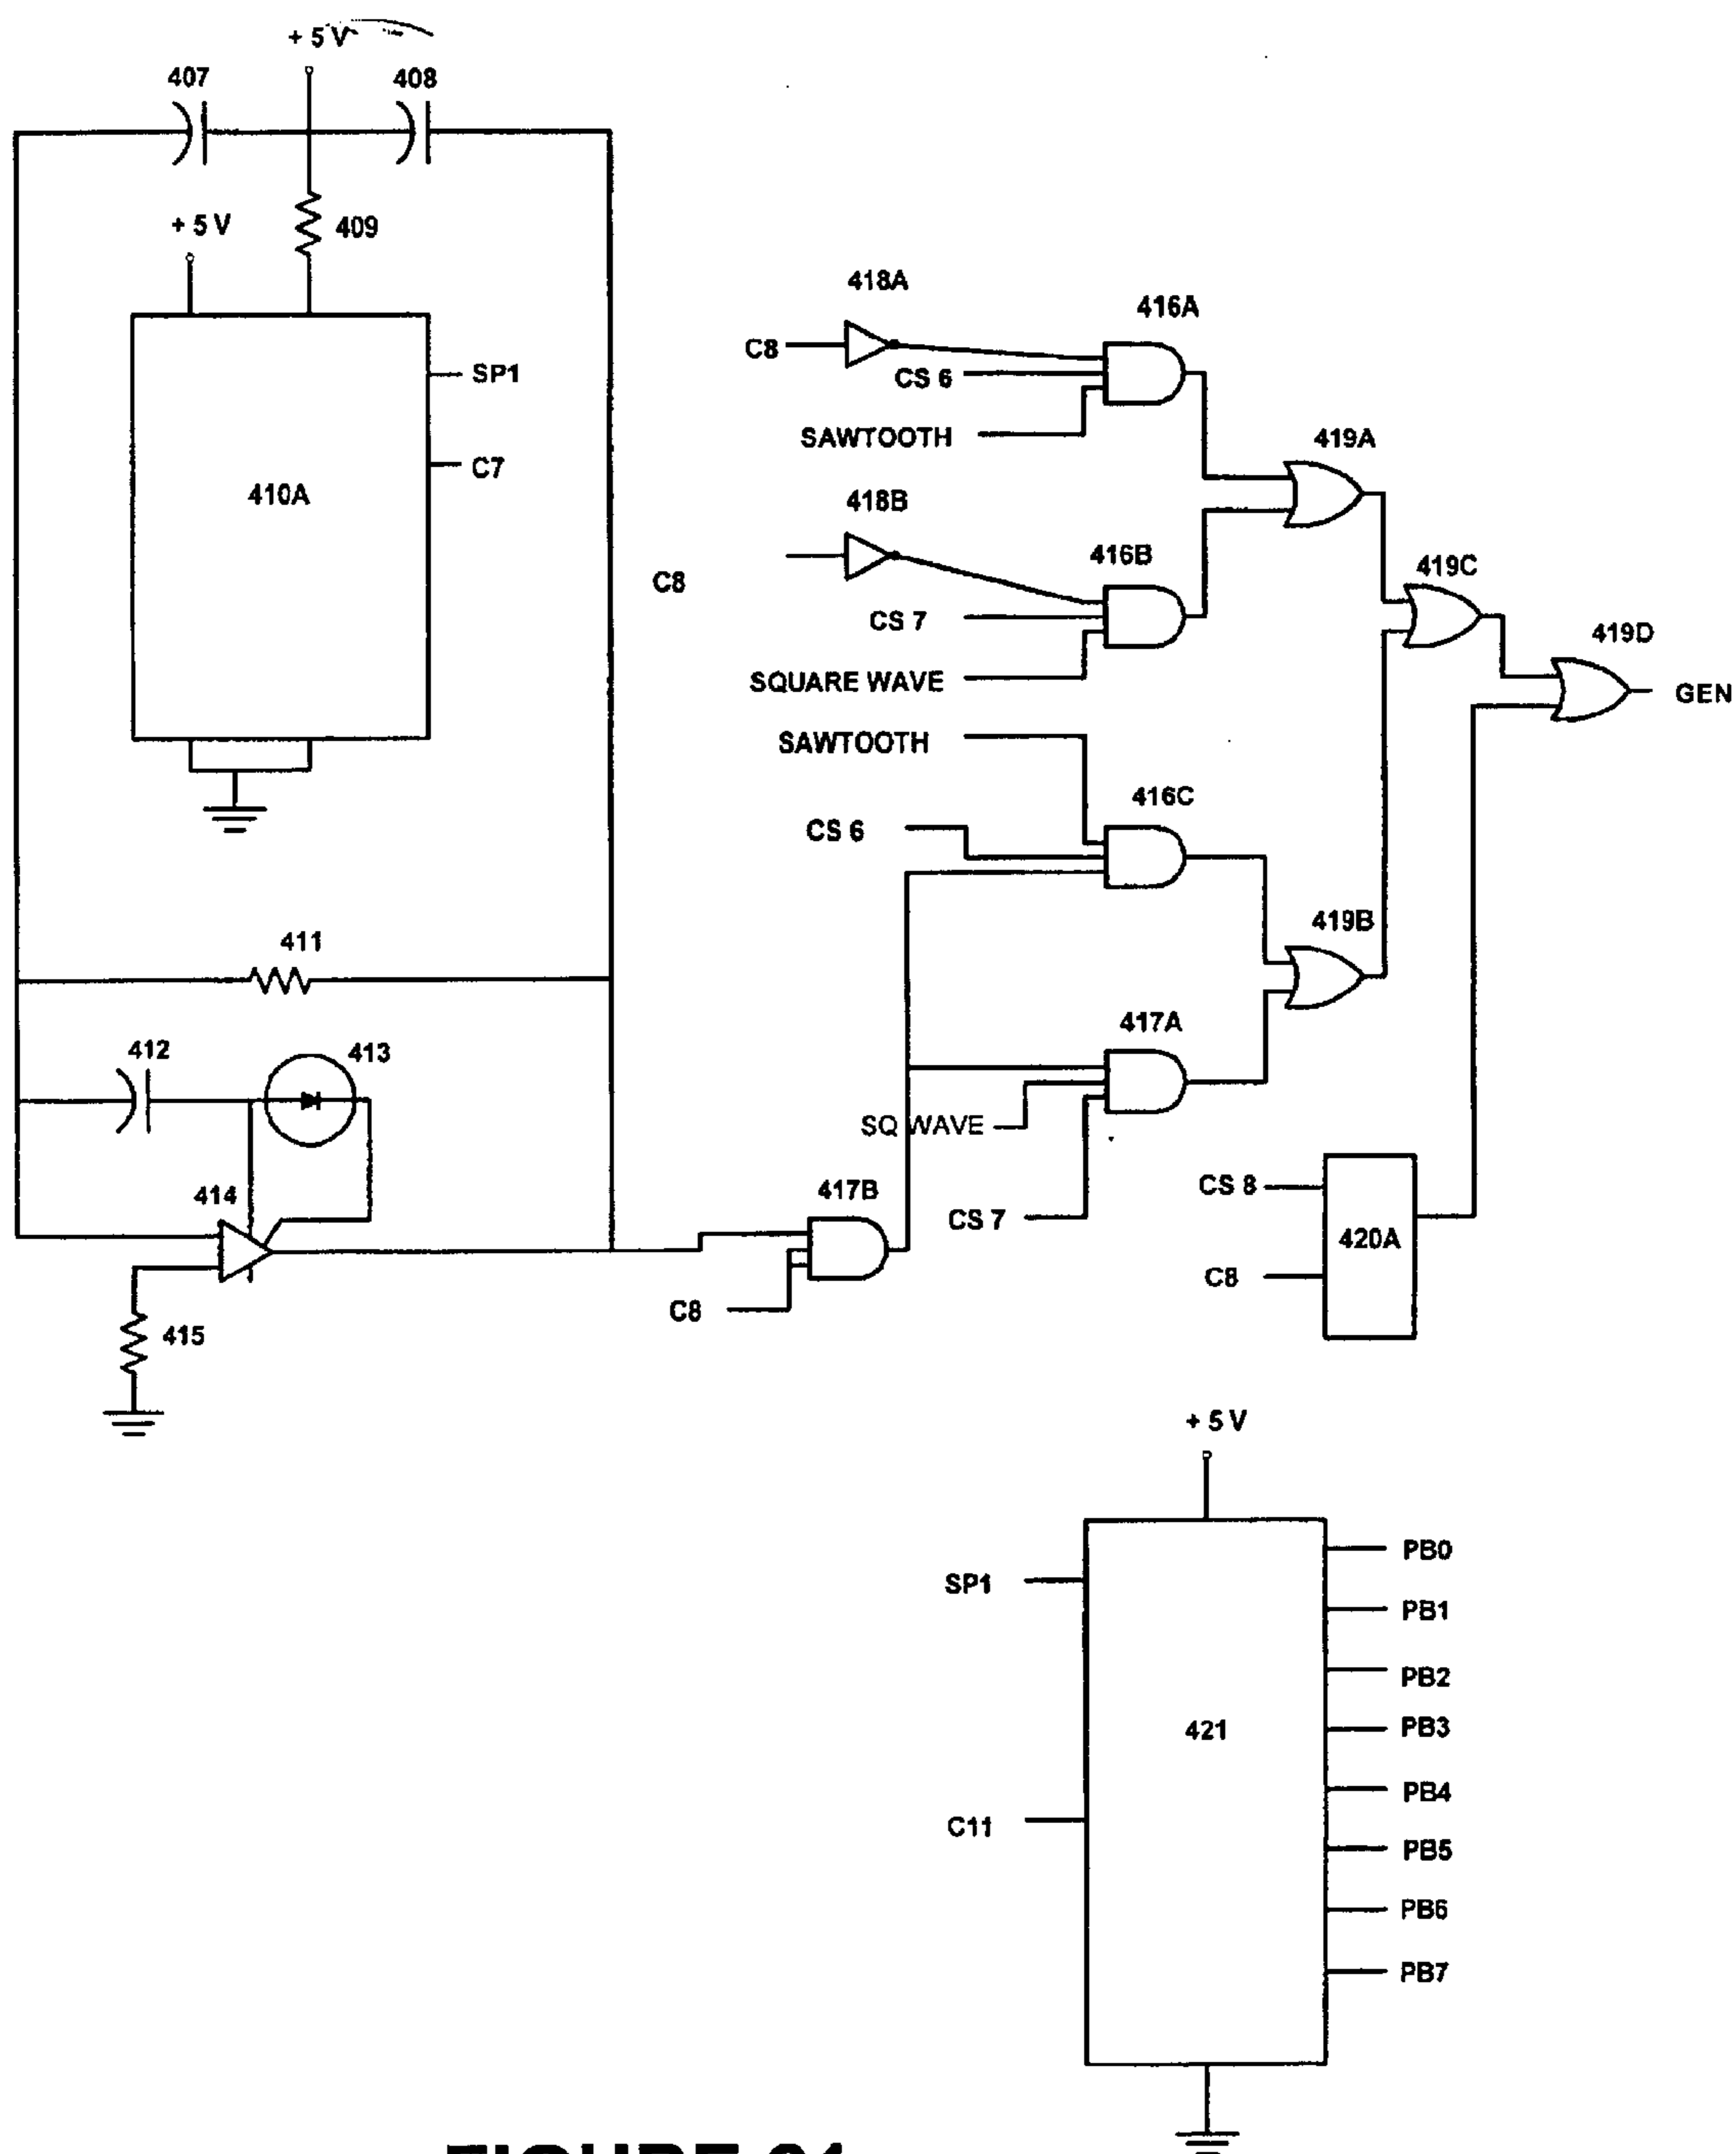 + 5 V
407
408
+ 5 V
409
SP1
C7
410A
411
412
413
414
415
418A
416A
C8
CS 6
SAWTOOTH
419A
418B
416B
C8
CS 7
SQUARE WAVE
419C
419D
GEN
SAWTOOTH
416C
CS 6
419B
417A
SQ WAVE
CS 7
417B
C8
CS 8
420A
C8
+ 5 V
SP1
C11
421
PB0
PB1
PB2
PB3
PB4
PB5
PB6
PB7